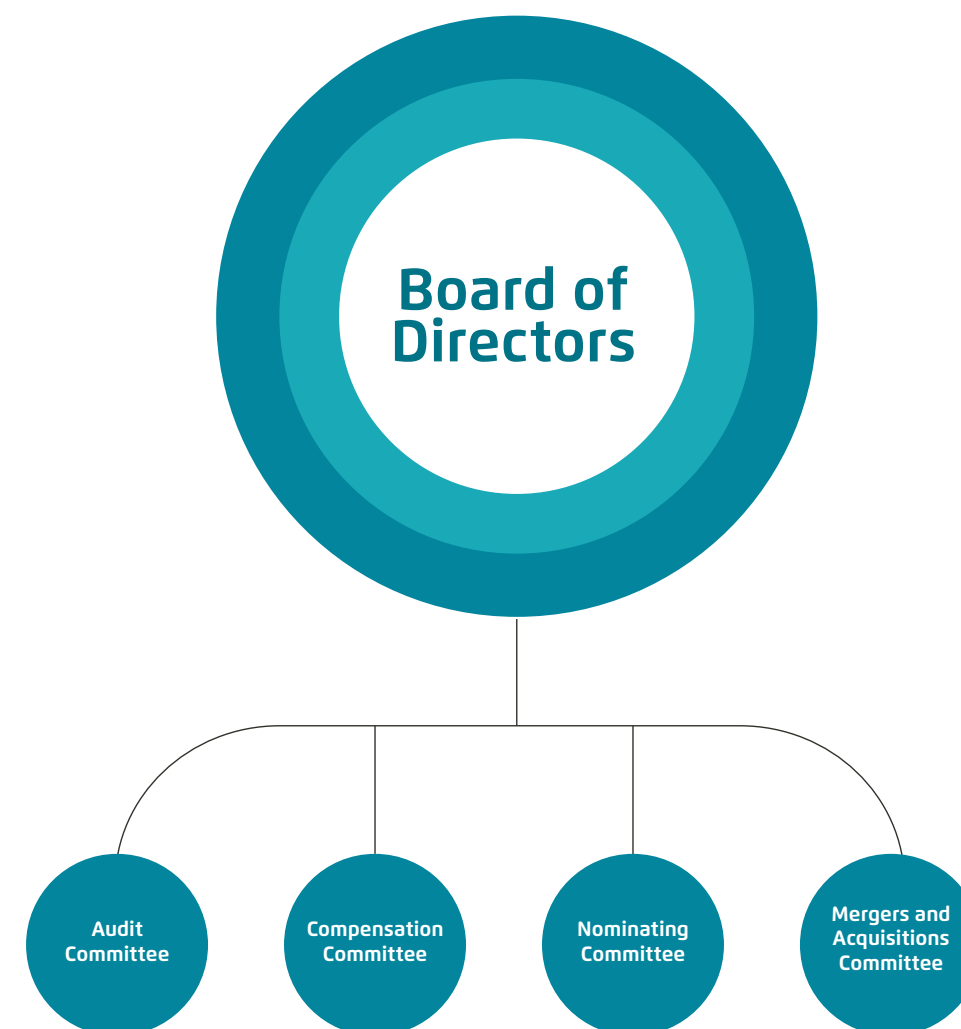 Board of
Directors
Audit
Committee
Compensation
Committee
Nominating
Committee
Mergers and
Acquisitions
Committee